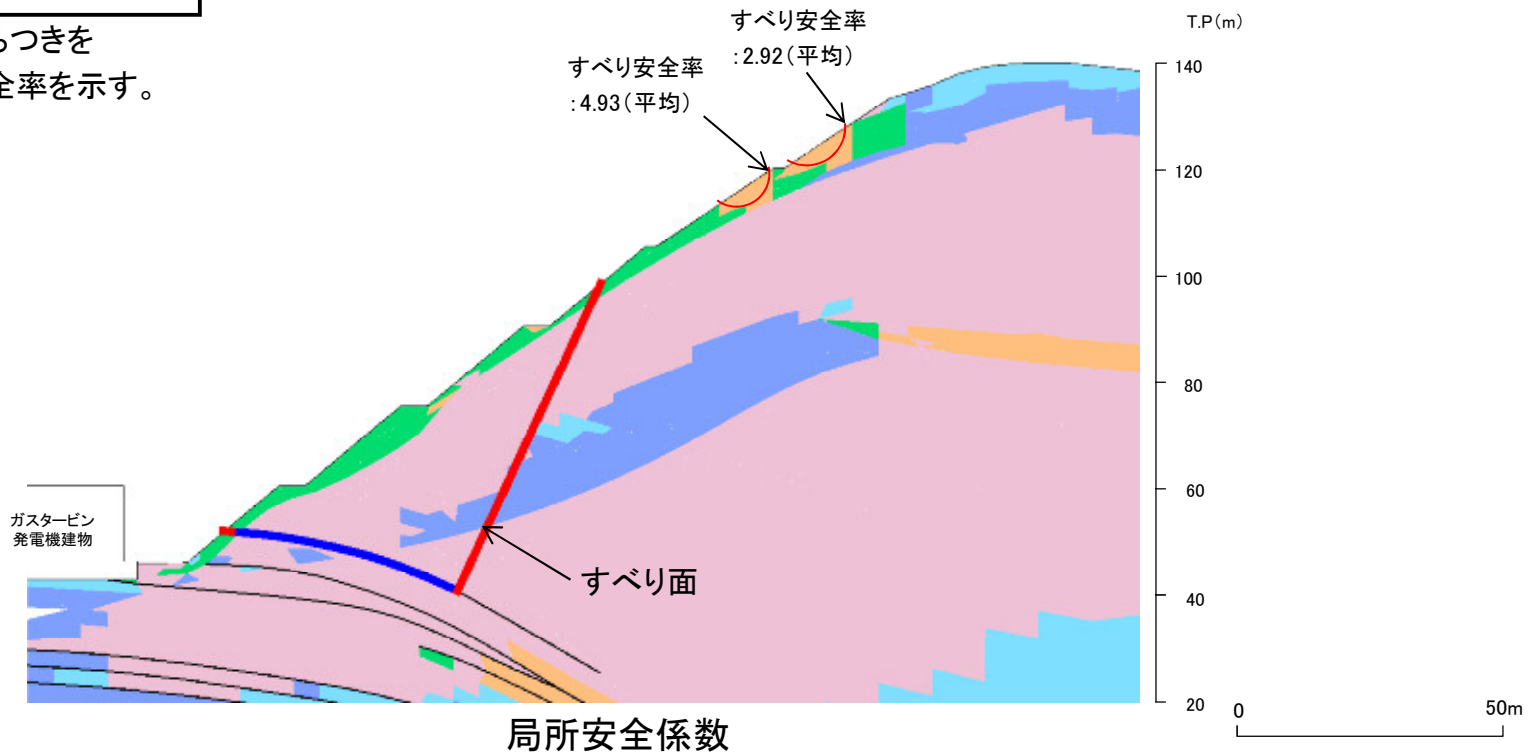 つきを
全率を示す。
すべり安全率
:2.92(平均)
すべり安全率
:4.93(平均)
T.P(m)
140
120
100
80
60
40
20
ガスタービン
発電機建物
すべり面
局所安全係数
0
50m